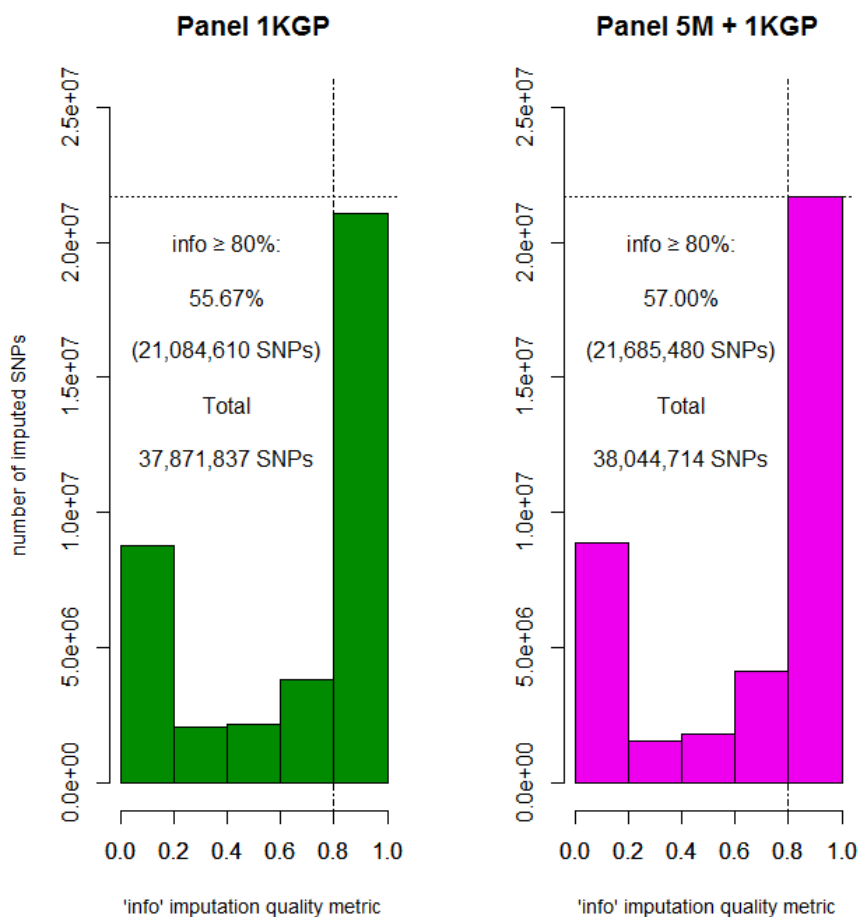 Panel 1KGP
number of imputed SNPs
2.5e+07
2.0e+07
1.5e+07
1.0e+07
5.0e+06
0.0e+00
info ≥ 80%:
55.67%
(21,084,610 SNPs)
Total
37,871,837 SNPs
0.0 0.2 0.4 0.6 0.8 1.0
'info' imputation quality metric
Panel 5M + 1KGP
2.5e+07
2.0e+07
1.5e+07
1.0e+07
5.0e+06
0.0e+00
info ≥ 80%:
57.00%
(21,685,480 SNPs)
Total
38,044,714 SNPs
0.0 0.2 0.4 0.6 0.8 1.0
'info' imputation quality metric